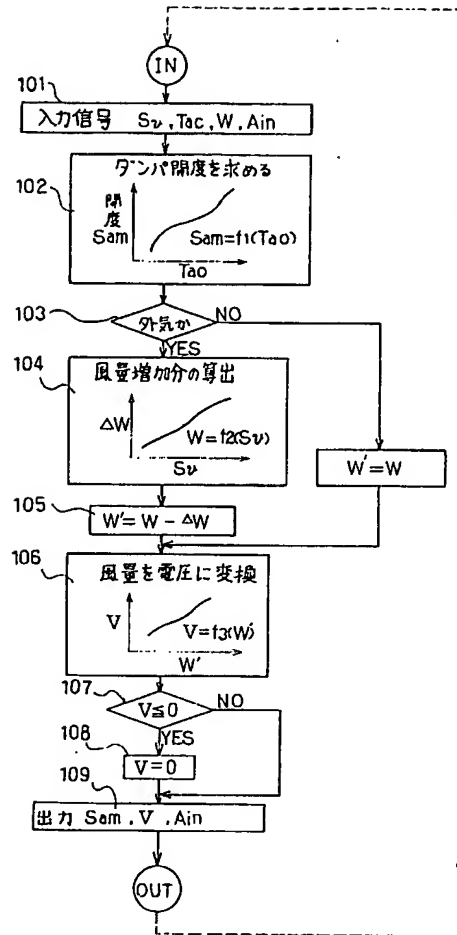 IN
101
入力信号 Sv, Tac, W, Ain
102
ダンパ開度を求める
開度
Sam
Sam=f1(Tao)
Tao
103
外気か
NO
YES
104
風量増加分の算出
ΔW
W=f2(Sv)
Sv
W'=W
105
W'= W - ΔW
106
風量を電圧に変換
V
V=f3(W')
W'
107
V≦0
NO
YES
108
V=0
109
出力 Sam, V, Ain
OUT